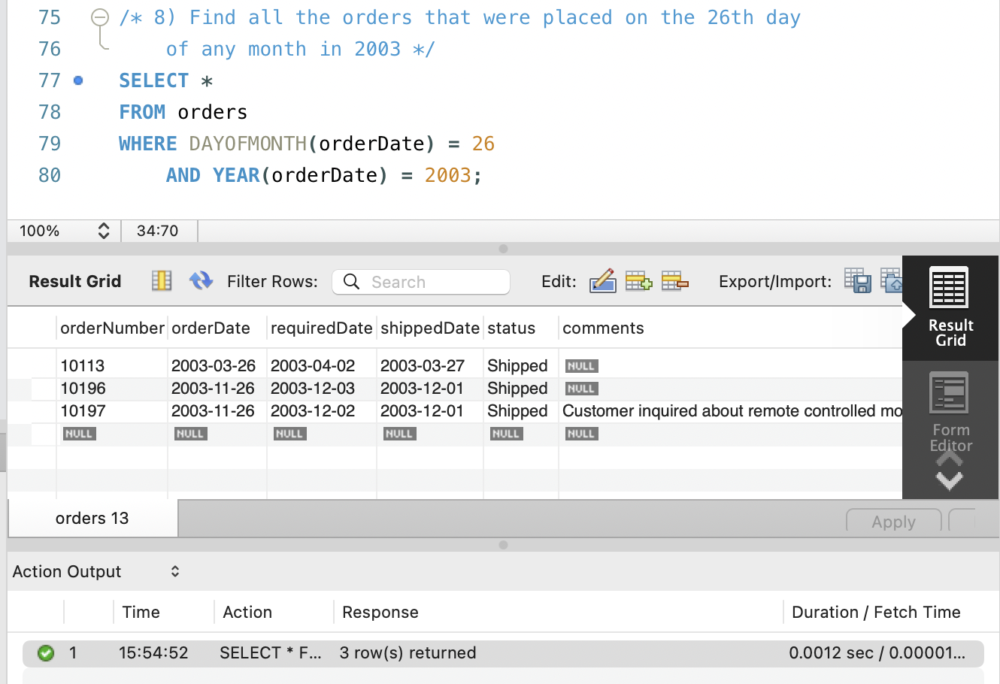 75 /* 8) Find all the orders that were placed on the 26th day
76 of any month in 2003 */
77 SELECT *
78 FROM orders
79 WHERE DAYOFMONTH(orderDate) = 26
80 AND YEAR(orderDate) = 2003;
100% 34:70
Result Grid Filter Rows: Search Edit: Export/Import:
Result
Grid
Form
Editor
orderNumber orderDate requiredDate shippedDate status comments
10113 2003-03-26 2003-04-02 2003-03-27 Shipped NULL
10196 2003-11-26 2003-12-03 2003-12-01 Shipped NULL
10197 2003-11-26 2003-12-02 2003-12-01 Shipped Customer inquired about remote controlled mo
NULL NULL NULL NULL NULL NULL
orders 13 Apply
Action Output
Time Action Response Duration / Fetch Time
1 15:54:52 SELECT * F... 3 row(s) returned 0.0012 sec / 0.00001...